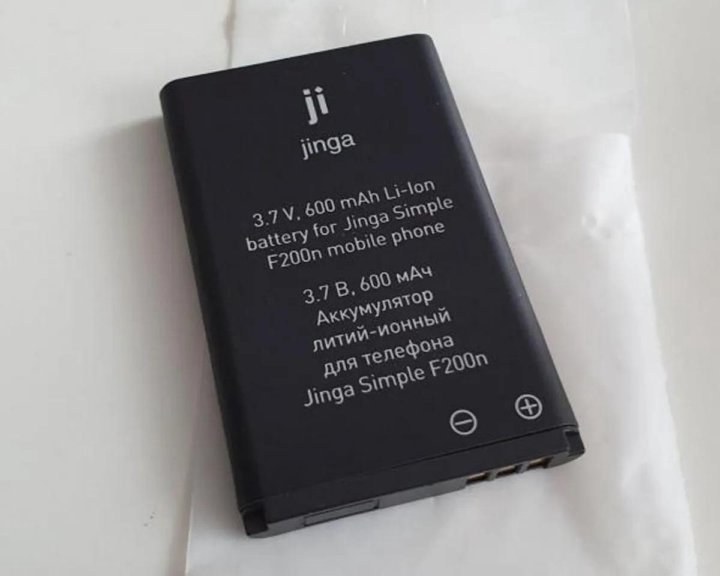 ji
jinga
3.7 V, 600 mAh Li-Ion
battery for Jinga Simple
F200n mobile phone
3.7 В, 600 мАч
Аккумулятор
литий-ионный
для телефона
Jinga Simple F200n
⊖ ⊕